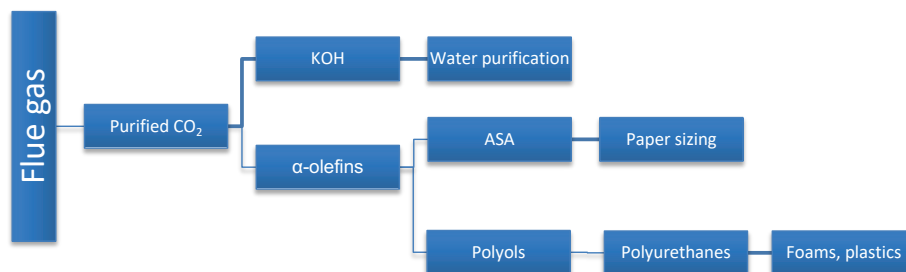 Flue gas
Purified CO₂
KOH
Water purification
α-olefins
ASA
Paper sizing
Polyols
Polyurethanes
Foams, plastics